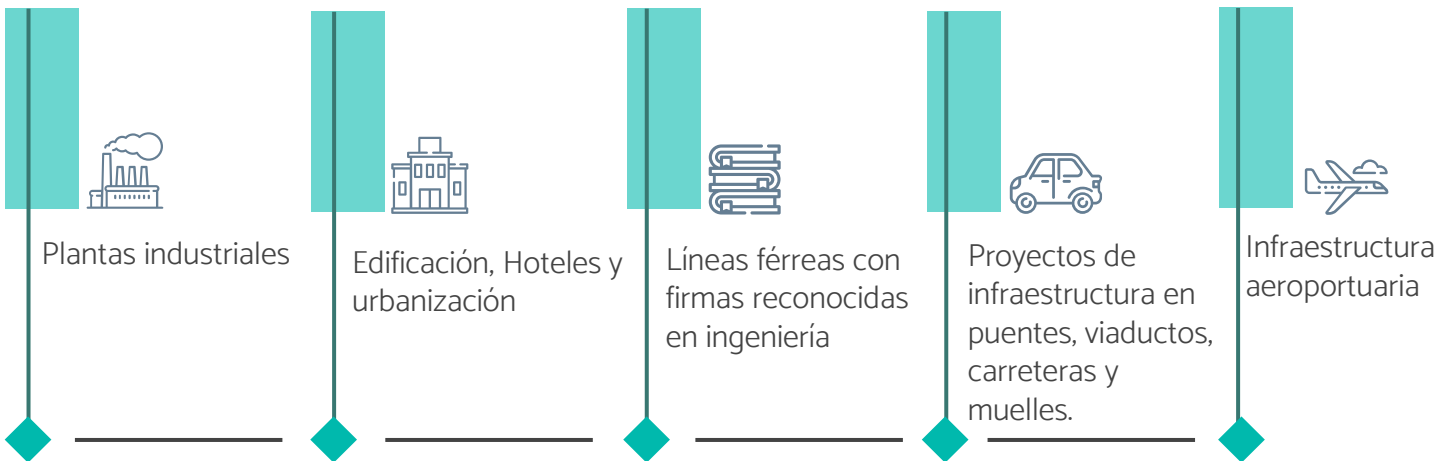 Plantas industriales
Edificación, Hoteles y
urbanización
Líneas férreas con
firmas reconocidas
en ingeniería
Proyectos de
infraestructura en
puentes, viaductos,
carreteras y
muelles.
Infraestructura
aeroportuaria